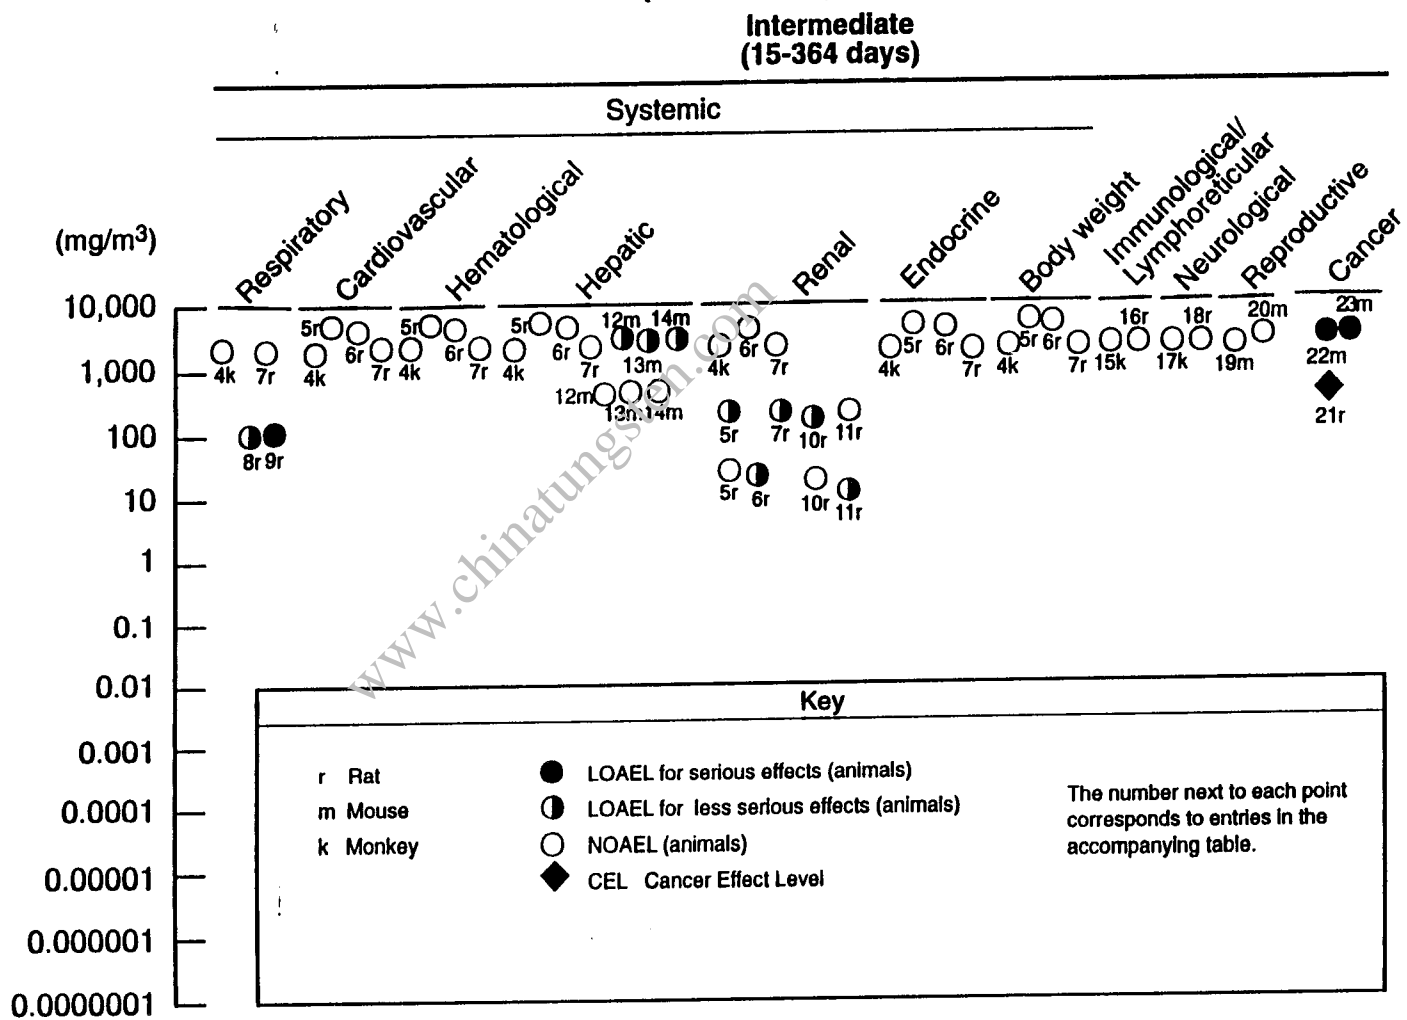 Intermediate
(15-364 days)
Systemic
(mg/m³)
Respiratory
Cardiovascular
Hematological
Hepatic
Renal
Endocrine
Body weight
Immunological/
Lymphoreticular
Neurological
Reproductive
Cancer
10,000
1,000
100
10
1
0.1
0.01
0.001
0.0001
0.00001
0.000001
0.0000001
4k 7r
8r 9r
5r 4k 6r 7r
5r 4k 6r 7r
5r 4k 6r 7r 12m 13m 14m
12m 13m 14m
4k 6r 7r
5r 7r 10r 11r
5r 6r 10r 11r
4k 5r 6r 7r
4k 5r 6r 7r
15k 16r
17k 18r
19m 20m
23m
22m
21r
www.chinatungsten.com
Key
r Rat
m Mouse
k Monkey
LOAEL for serious effects (animals)
LOAEL for less serious effects (animals)
NOAEL (animals)
CEL Cancer Effect Level
The number next to each point
corresponds to entries in the
accompanying table.